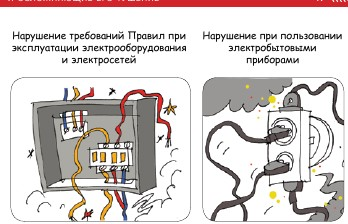 Нарушение требований Правил при
эксплуатации электрооборудования
и электросетей
Нарушение при пользовании
электробытовыми
приборами